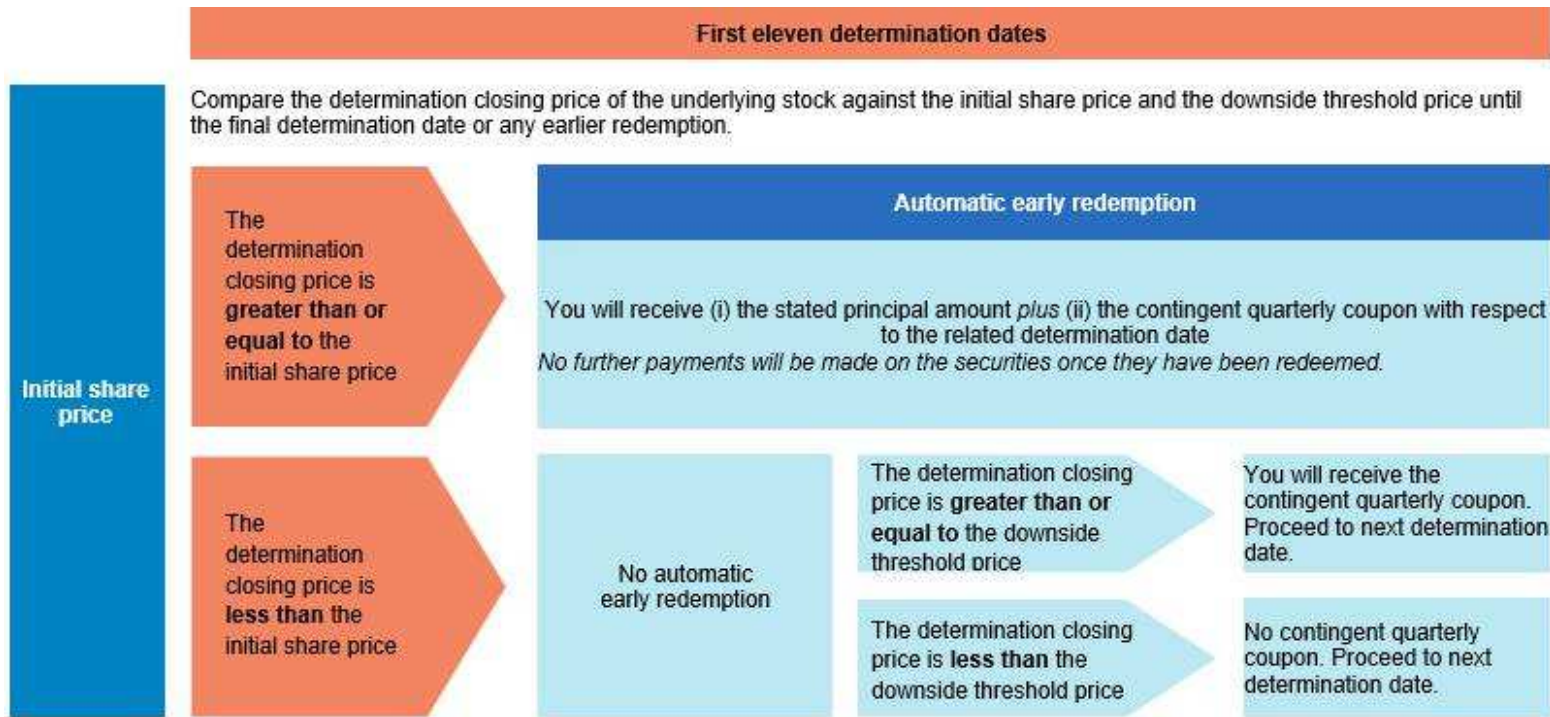 First eleven determination dates
Compare the determination closing price of the underlying stock against the initial share price and the downside threshold price until
the final determination date or any earlier redemption.
Initial share
price
The
determination
closing price is
greater than or
equal to the
initial share price
Automatic early redemption
You will receive (i) the stated principal amount plus (ii) the contingent quarterly coupon with respect
to the related determination date
No further payments will be made on the securities once they have been redeemed.
The
determination
closing price is
less than the
initial share price
No automatic
early redemption
The determination closing
price is greater than or
equal to the downside
threshold price
You will receive the
contingent quarterly coupon.
Proceed to next determination
date.
The determination closing
price is less than the
downside threshold price
No contingent quarterly
coupon. Proceed to next
determination date.